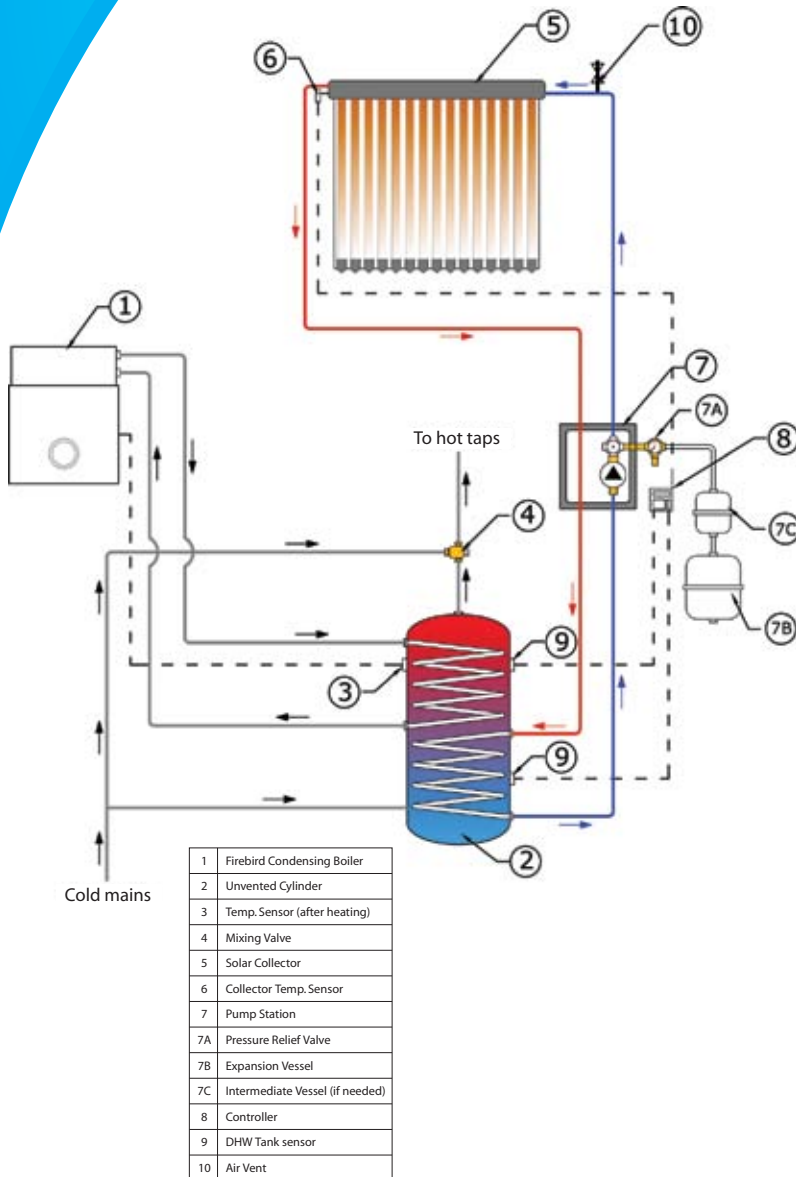 5
10
6
1
7
7A
8
To hot taps
4
7C
7B
9
3
9
2
Cold mains
1 Firebird Condensing Boiler
2 Unvented Cylinder
3 Temp. Sensor (after heating)
4 Mixing Valve
5 Solar Collector
6 Collector Temp. Sensor
7 Pump Station
7A Pressure Relief Valve
7B Expansion Vessel
7C Intermediate Vessel (if needed)
8 Controller
9 DHW Tank sensor
10 Air Vent